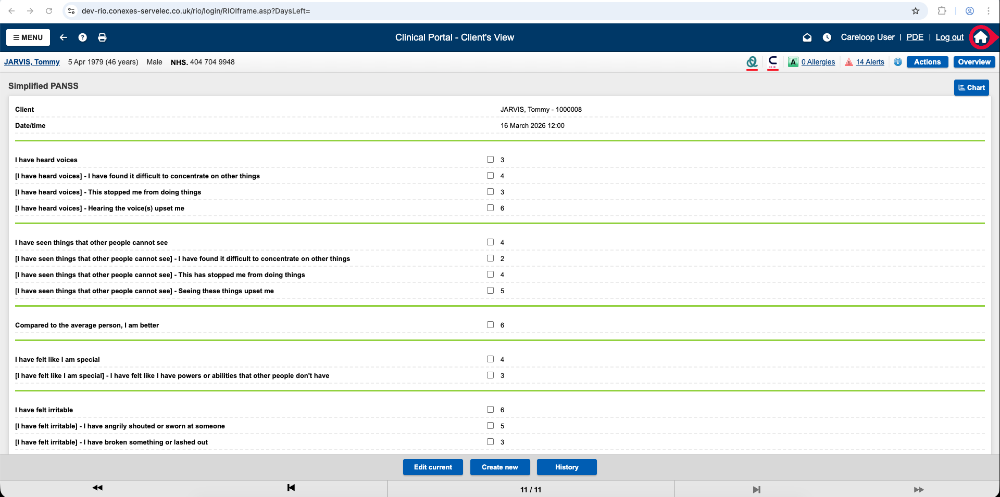 dev-rio.conexes-servelec.co.uk/rio/login/RIOIframe.asp?DaysLeft=
MENU
Clinical Portal - Client's View
Careloop User | PDE | Log out
JARVIS, Tommy 5 Apr 1979 (46 years) Male NHS. 404 704 9948
A 0 Allergies 14 Alerts Actions Overview
Simplified PANSS
Chart
Client JARVIS, Tommy - 1000008
Date/time 16 March 2026 12:00
I have heard voices 3
[I have heard voices] - I have found it difficult to concentrate on other things 4
[I have heard voices] - This stopped me from doing things 3
[I have heard voices] - Hearing the voice(s) upset me 6
I have seen things that other people cannot see 4
[I have seen things that other people cannot see] - I have found it difficult to concentrate on other things 2
[I have seen things that other people cannot see] - This has stopped me from doing things 4
[I have seen things that other people cannot see] - Seeing these things upset me 5
Compared to the average person, I am better 6
I have felt like I am special 4
[I have felt like I am special] - I have felt like I have powers or abilities that other people don't have 3
I have felt irritable 6
[I have felt irritable] - I have angrily shouted or sworn at someone 5
[I have felt irritable] - I have broken something or lashed out 3
Edit current Create new History
11 / 11